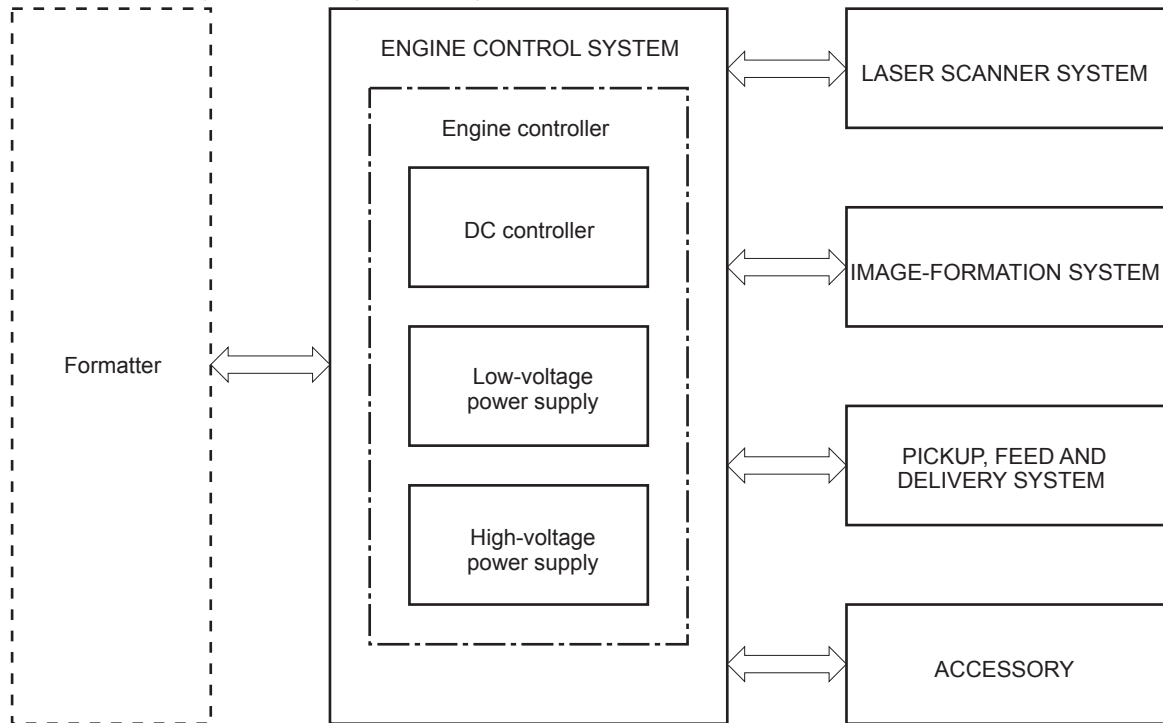 Formatter
ENGINE CONTROL SYSTEM
Engine controller
DC controller
Low-voltage
power supply
High-voltage
power supply
LASER SCANNER SYSTEM
IMAGE-FORMATION SYSTEM
PICKUP, FEED AND
DELIVERY SYSTEM
ACCESSORY